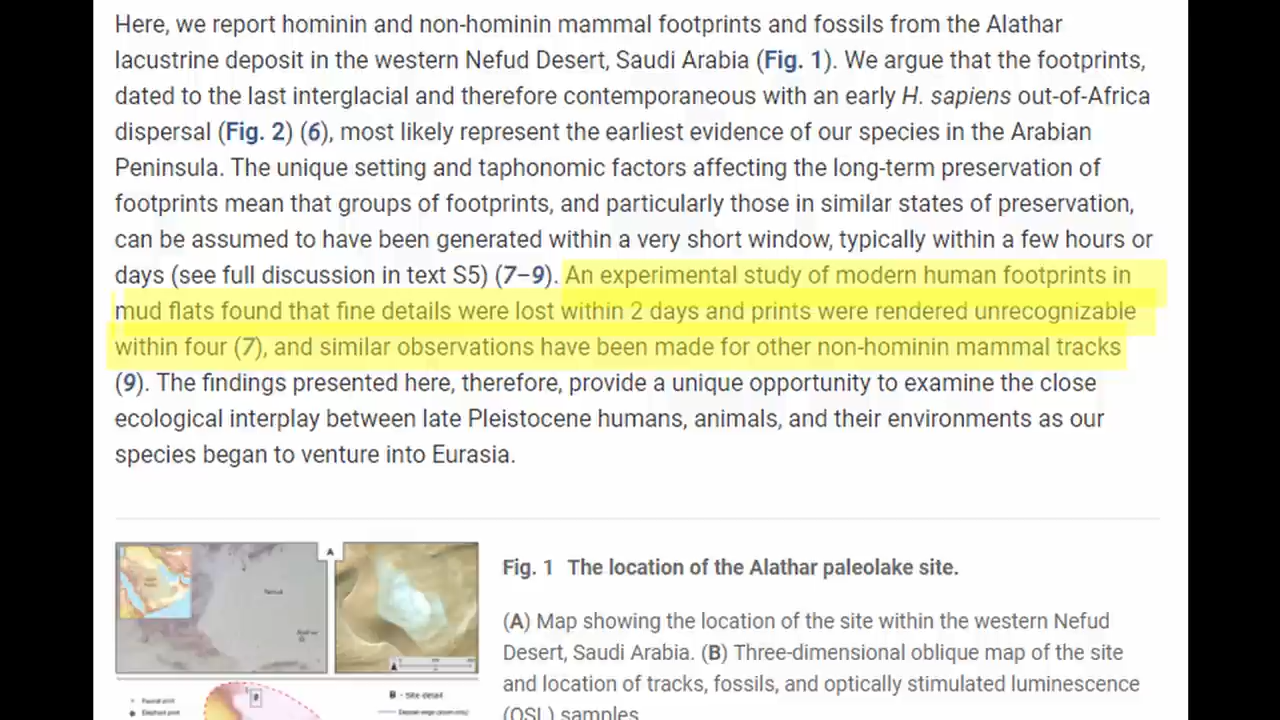 Here, we report hominin and non-hominin mammal footprints and fossils from the Alathar
lacustrine deposit in the western Nefud Desert, Saudi Arabia (Fig. 1). We argue that the footprints,
dated to the last interglacial and therefore contemporaneous with an early H. sapiens out-of-Africa
dispersal (Fig. 2) (6), most likely represent the earliest evidence of our species in the Arabian
Peninsula. The unique setting and taphonomic factors affecting the long-term preservation of
footprints mean that groups of footprints, and particularly those in similar states of preservation,
can be assumed to have been generated within a very short window, typically within a few hours or
days (see full discussion in text S5) (7–9). An experimental study of modern human footprints in
mud flats found that fine details were lost within 2 days and prints were rendered unrecognizable
within four (7), and similar observations have been made for other non-hominin mammal tracks
(9). The findings presented here, therefore, provide a unique opportunity to examine the close
ecological interplay between late Pleistocene humans, animals, and their environments as our
species began to venture into Eurasia.
A
Nefud
B - Site detail
Fig. 1 The location of the Alathar paleolake site.
(A) Map showing the location of the site within the western Nefud
Desert, Saudi Arabia. (B) Three-dimensional oblique map of the site
and location of tracks, fossils, and optically stimulated luminescence
(OSL) samples